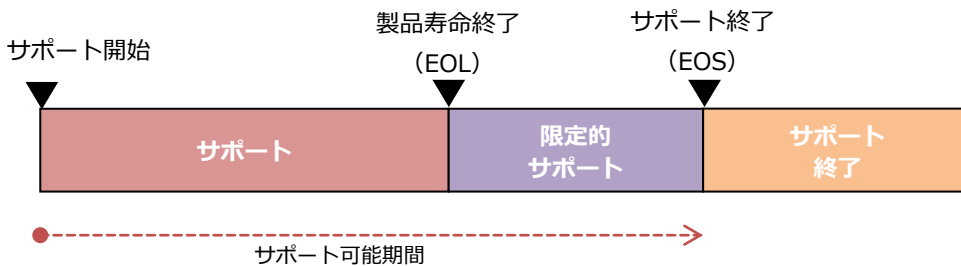 サポート開始
製品寿命終了
（EOL）
サポート終了
（EOS）
サポート
限定的
サポート
サポート
終了
サポート可能期間